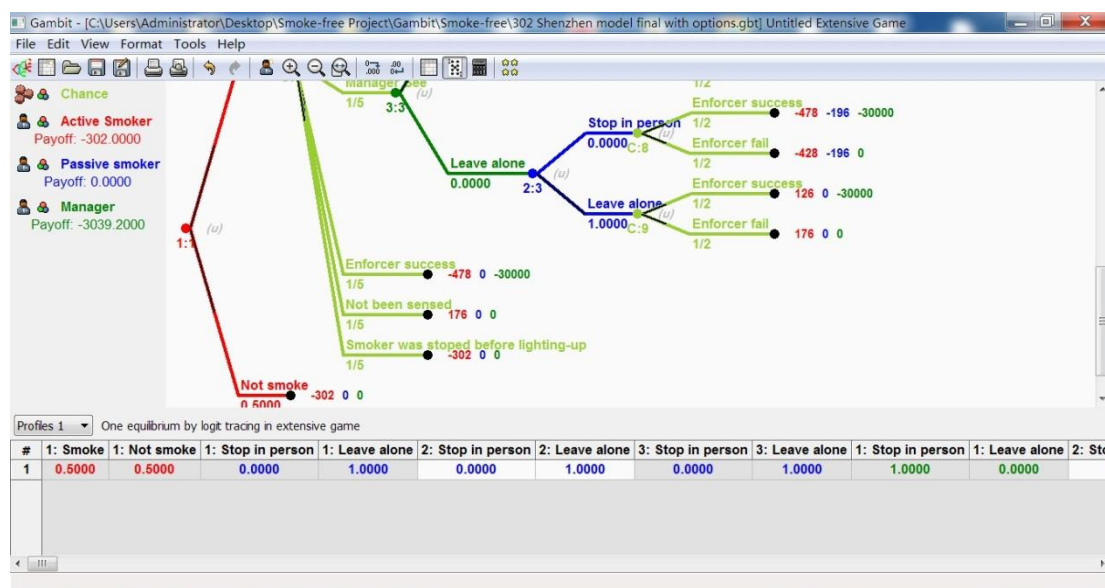 Gambit - [C:\Users\Administrator\Desktop\Smoke-free Project\Gambit\Smoke-free\302 Shenzhen model final with options.gbt] Untitled Extensive Game
File Edit View Format Tools Help
Chance
Active Smoker
Payoff: -302.0000
Passive smoker
Payoff: 0.0000
Manager
Payoff: -3039.2000
1:1
(u)
Manager See
1/5
3:3
(u)
Leave alone
0.0000
2:3
(u)
Stop in person
0.0000
C:8
(u)
Leave alone
1.0000
C:9
(u)
1/2
Enforcer success
1/2
-478 -196 -30000
Enforcer fail
1/2
-428 -196 0
Enforcer success
1/2
126 0 -30000
Enforcer fail
1/2
176 0 0
Enforcer success
1/5
-478 0 -30000
Not been sensed
1/5
176 0 0
Smoker was stoped before lighting-up
1/5
-302 0 0
Not smoke
0.5000
-302 0 0
Profiles 1 One equilibrium by logit tracing in extensive game
# 1: Smoke 1: Not smoke 1: Stop in person 1: Leave alone 2: Stop in person 2: Leave alone 3: Stop in person 3: Leave alone 1: Stop in person 1: Leave alone 2: Sto
1 0.5000 0.5000 0.0000 1.0000 0.0000 1.0000 0.0000 1.0000 1.0000 0.0000